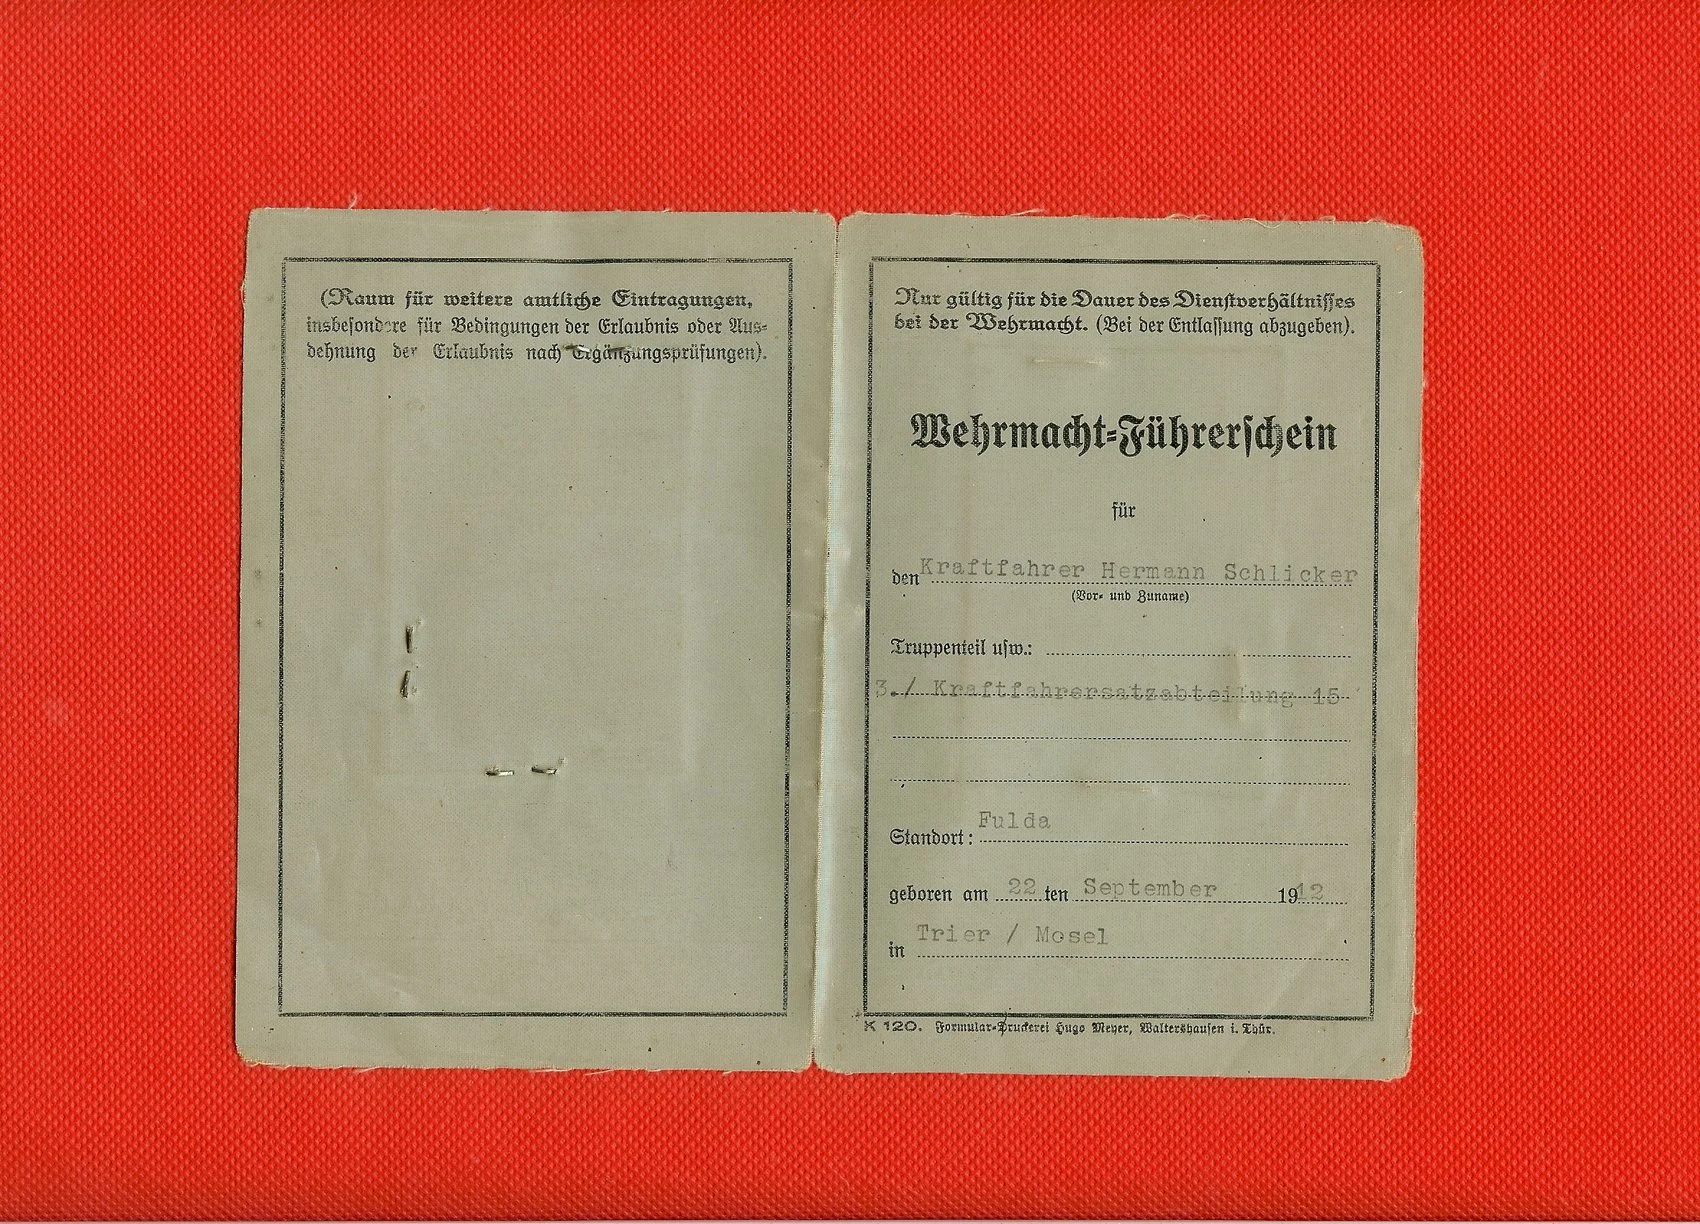 (Raum für weitere amtliche Eintragungen,
insbesondere für Bedingungen der Erlaubnis oder Aus-
dehnung der Erlaubnis nach Ergänzungsprüfungen).
Nur gültig für die Dauer des Dienstverhältnisses
bei der Wehrmacht. (Bei der Entlassung abzugeben).
Wehrmacht-Führerschein
für
den Kraftfahrer Hermann Schlicker
(Vor- und Zuname)
Truppenteil usw.:
3./ Kraftfahrersatzabteilung 15
Standort: Fulda
geboren am 22 ten September 1912
in Trier / Mosel
K 120. Formular-Druckerei Hugo Meyer, Waltershausen i. Thür.